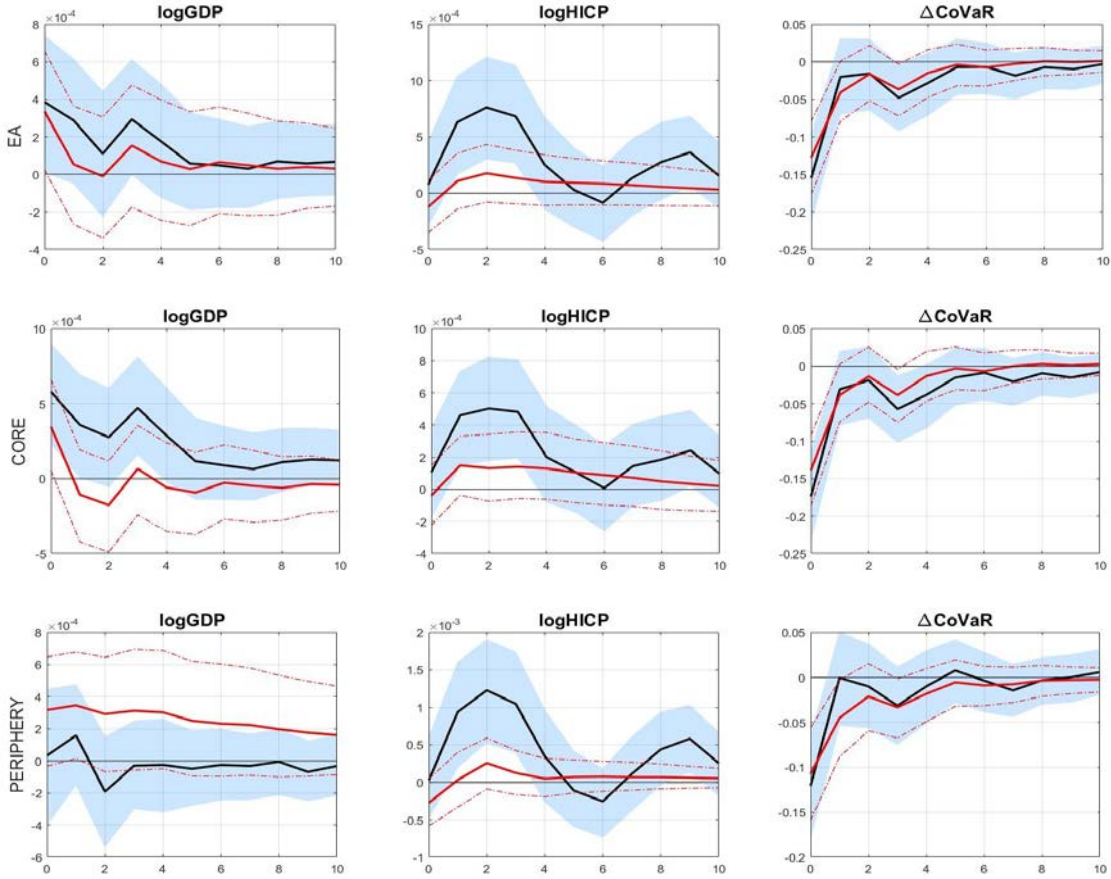 logGDP logHICP △CoVaR
×10⁻⁴ ×10⁻⁴
EA
8 6 4 2 0 -2 -4
0 2 4 6 8 10
15 10 5 0 -5
0 2 4 6 8 10
0.05 0 -0.05 -0.1 -0.15 -0.2 -0.25
0 2 4 6 8 10
logGDP logHICP △CoVaR
×10⁻⁴ ×10⁻⁴
CORE
10 5 0 -5
0 2 4 6 8 10
10 8 6 4 2 0 -2 -4
0 2 4 6 8 10
0.05 0 -0.05 -0.1 -0.15 -0.2 -0.25
0 2 4 6 8 10
logGDP logHICP △CoVaR
×10⁻⁴ ×10⁻³
PERIPHERY
8 6 4 2 0 -2 -4 -6
0 2 4 6 8 10
2 1.5 1 0.5 0 -0.5 -1
0 2 4 6 8 10
0.05 0 -0.05 -0.1 -0.15 -0.2
0 2 4 6 8 10